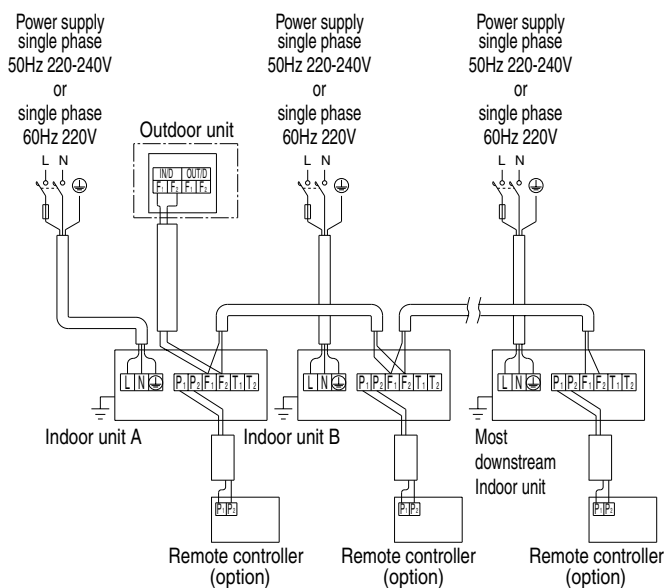 Power supply
single phase
50Hz 220-240V
or
single phase
60Hz 220V
L N
Power supply
single phase
50Hz 220-240V
or
single phase
60Hz 220V
L N
Power supply
single phase
50Hz 220-240V
or
single phase
60Hz 220V
L N
Outdoor unit
IN/D OUT/D
F₁ F₂ F₁ F₂
L N
P₁ P₂ F₁ F₂ T₁ T₂
L N
P₁ P₂ F₁ F₂ T₁ T₂
L N
P₁ P₂ F₁ F₂ T₁ T₂
Indoor unit A
Indoor unit B
Most
downstream
Indoor unit
P₁ P₂
P₁ P₂
P₁ P₂
Remote controller
(option)
Remote controller
(option)
Remote controller
(option)